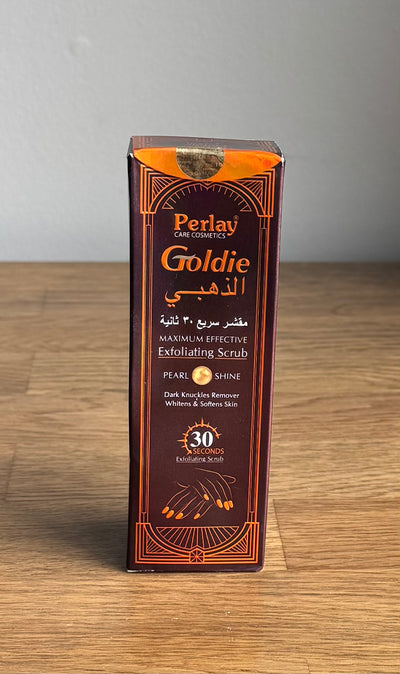 Perlay®
CARE COSMETICS
Goldie
الذهبي
مقشر سريع ٣٠ ثانية
MAXIMUM EFFECTIVE
Exfoliating Scrub
PEARL SHINE
Dark Knuckles Remover
Whitens & Softens Skin
30
SECONDS
Exfoliating Scrub